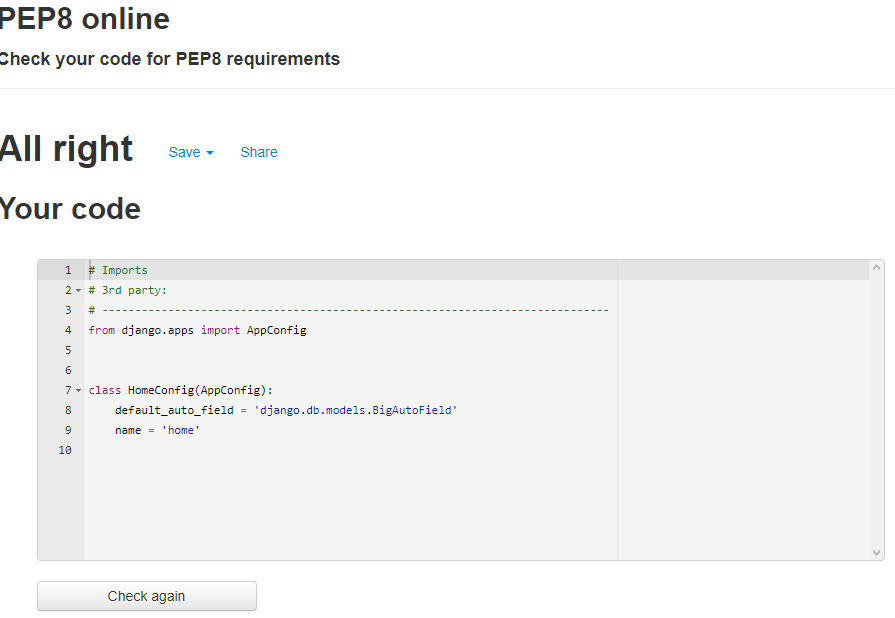 PEP8 online
Check your code for PEP8 requirements
All right Save Share
Your code
1 # Imports
2 # 3rd party:
3 # -----------------------------------------------------------------------------
4 from django.apps import AppConfig
5
6
7 class HomeConfig(AppConfig):
8     default_auto_field = 'django.db.models.BigAutoField'
9     name = 'home'
10
Check again